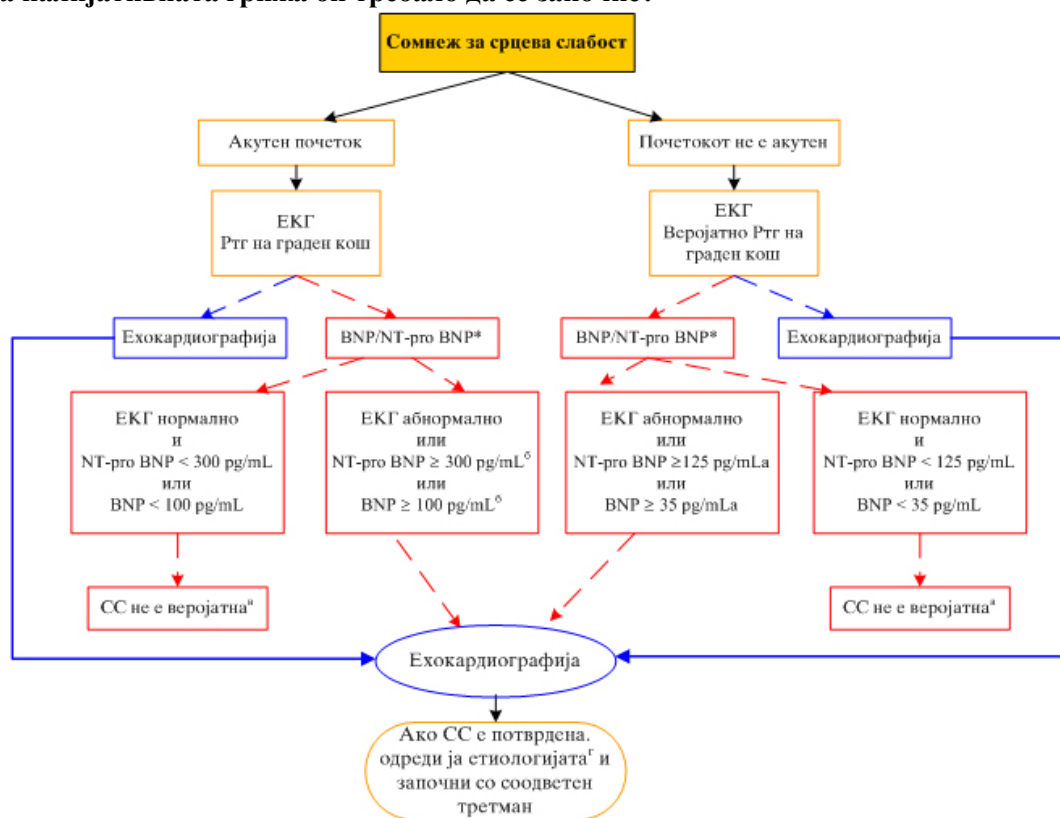 Сомнеж за срцева слабост
Акутен почеток
Почетокот не е акутен
ЕКГ
Ртг на граден кош
ЕКГ
Веројатно Ртг на
граден кош
Ехокардиографија
BNP/NT-pro BNP*
BNP/NT-pro BNP*
Ехокардиографија
ЕКГ нормално
и
NT-pro BNP < 300 pg/mL
или
BNP < 100 pg/mL
ЕКГ абнормално
или
NT-pro BNP ≥ 300 pg/mLб
или
BNP ≥ 100 pg/mLб
ЕКГ абнормално
или
NT-pro BNP ≥125 pg/mLa
или
BNP ≥ 35 pg/mLa
ЕКГ нормално
и
NT-pro BNP < 125 pg/mL
или
BNP < 35 pg/mL
СС не е веројатна
СС не е веројатна
Ехокардиографија
Ако СС е потврдена.
одреди ја етиологијатаг и
започни со соодветен
третман